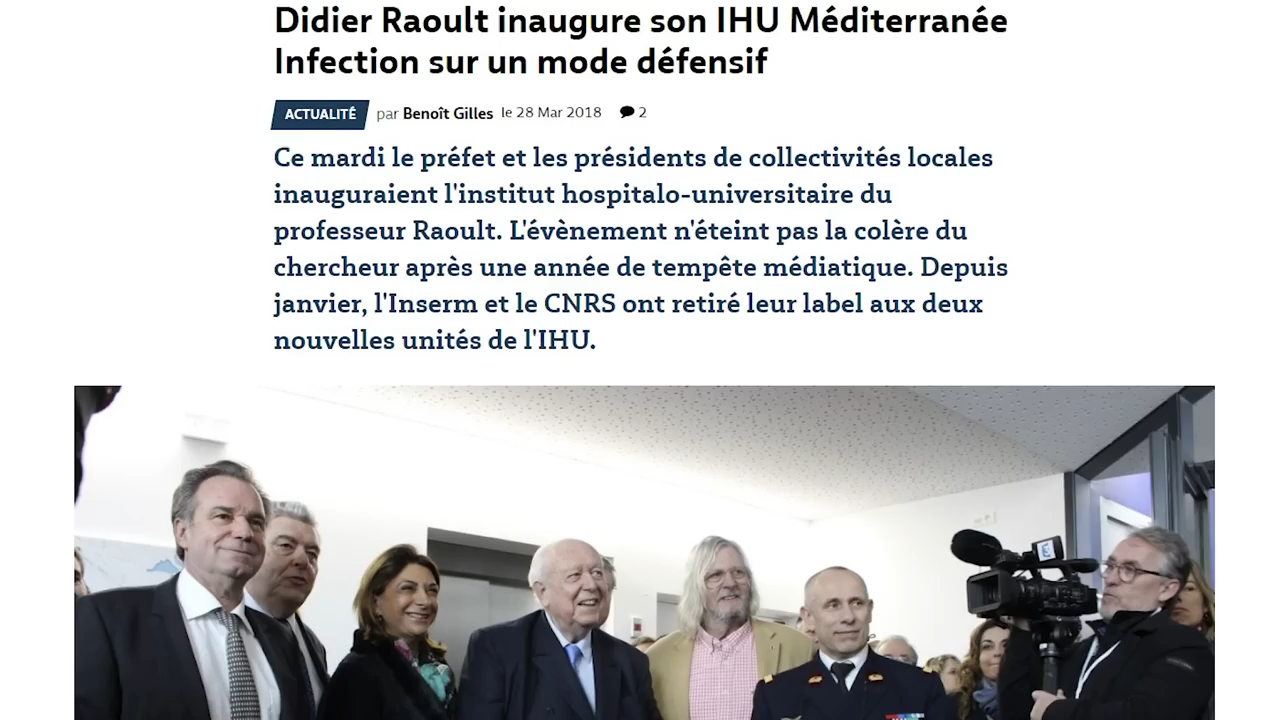 Didier Raoult inaugure son IHU Méditerranée
Infection sur un mode défensif
ACTUALITÉ par Benoît Gilles le 28 Mar 2018 2
Ce mardi le préfet et les présidents de collectivités locales
inauguraient l'institut hospitalo-universitaire du
professeur Raoult. L'évènement n'éteint pas la colère du
chercheur après une année de tempête médiatique. Depuis
janvier, l'Inserm et le CNRS ont retiré leur label aux deux
nouvelles unités de l'IHU.
3